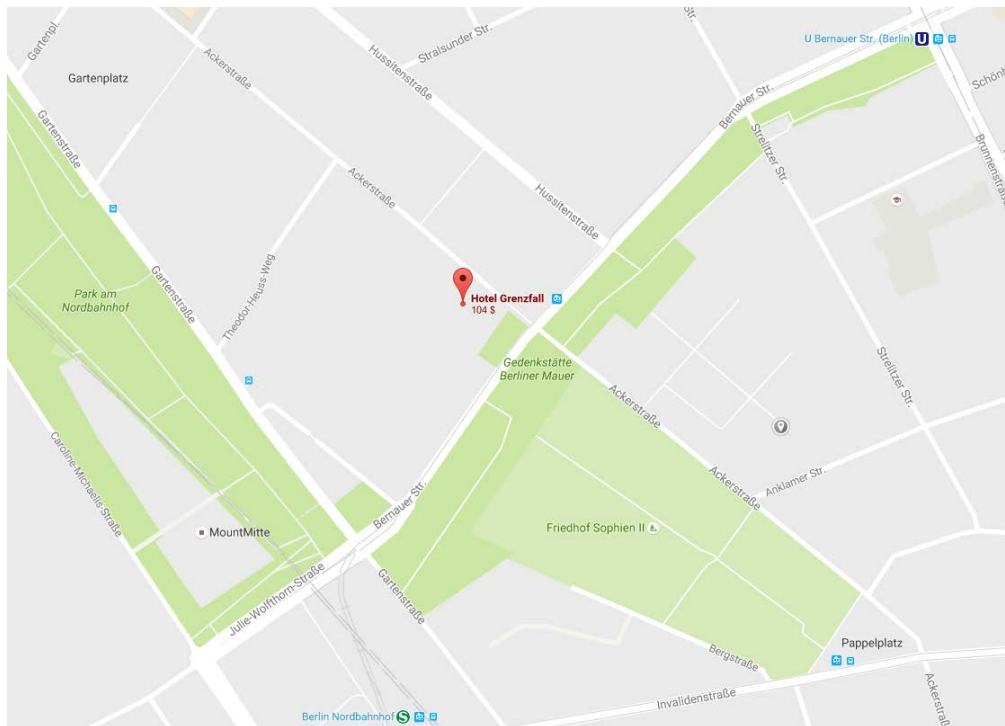 Gartenpl.
Ackerstraße
Stralsunder Str.
U Bernauer Str. (Berlin) U
Hussitenstraße
Gartenplatz
Schönh
Bernauer Str.
Gartenstraße
Strelitzer Str.
Brunnenstraße
Ackerstraße
Hussitenstraße
Gartenstraße
Park am
Nordbahnhof
Theodor-Heuss-Weg
Hotel Grenzfall
104 $
Gedenkstätte
Berliner Mauer
Strelitzer Str.
Ackerstraße
Caroline-Michaelis-Straße
Ackerstraße
Anklamer Str.
Bernauer Str.
MountMitte
Friedhof Sophien II
Julie-Wolfthorn-Straße
Gartenstraße
Pappelplatz
Bergstraße
Invalidenstraße
Ackerstraße
Berlin Nordbahnhof S